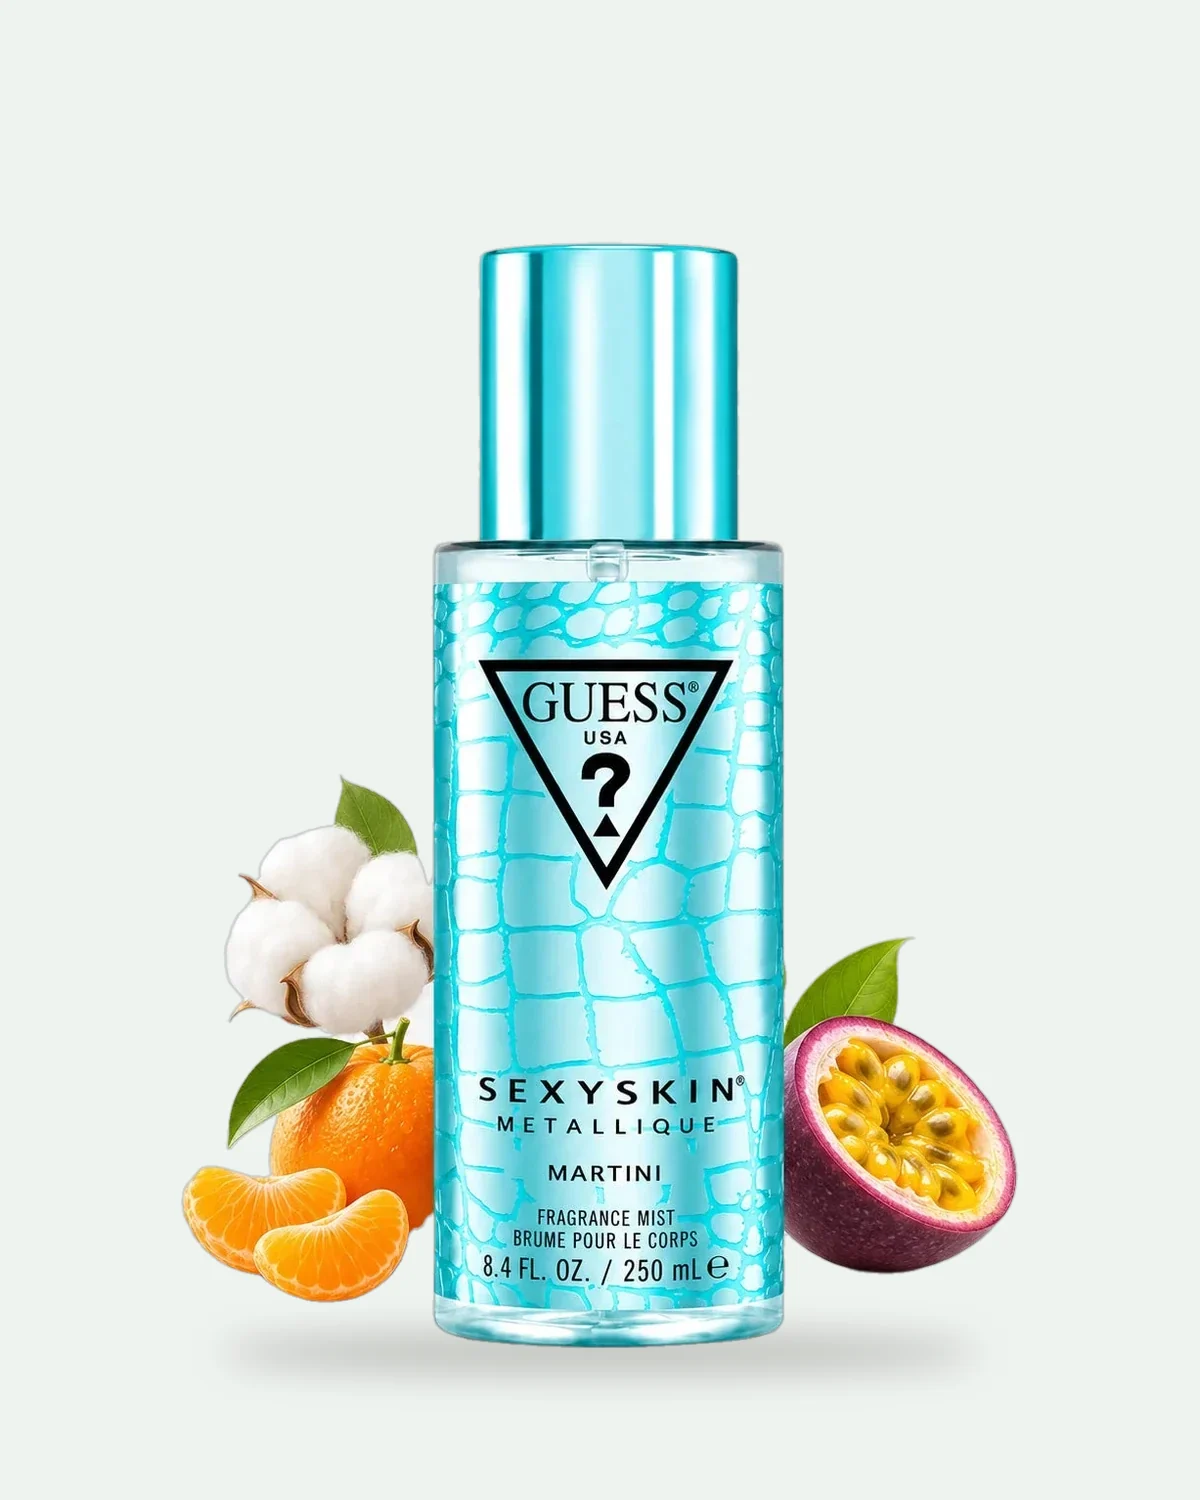 GUESS®
USA
?
SEXYSKIN®
METALLIQUE
MARTINI
FRAGRANCE MIST
BRUME POUR LE CORPS
8.4 FL. OZ. / 250 mL ℮